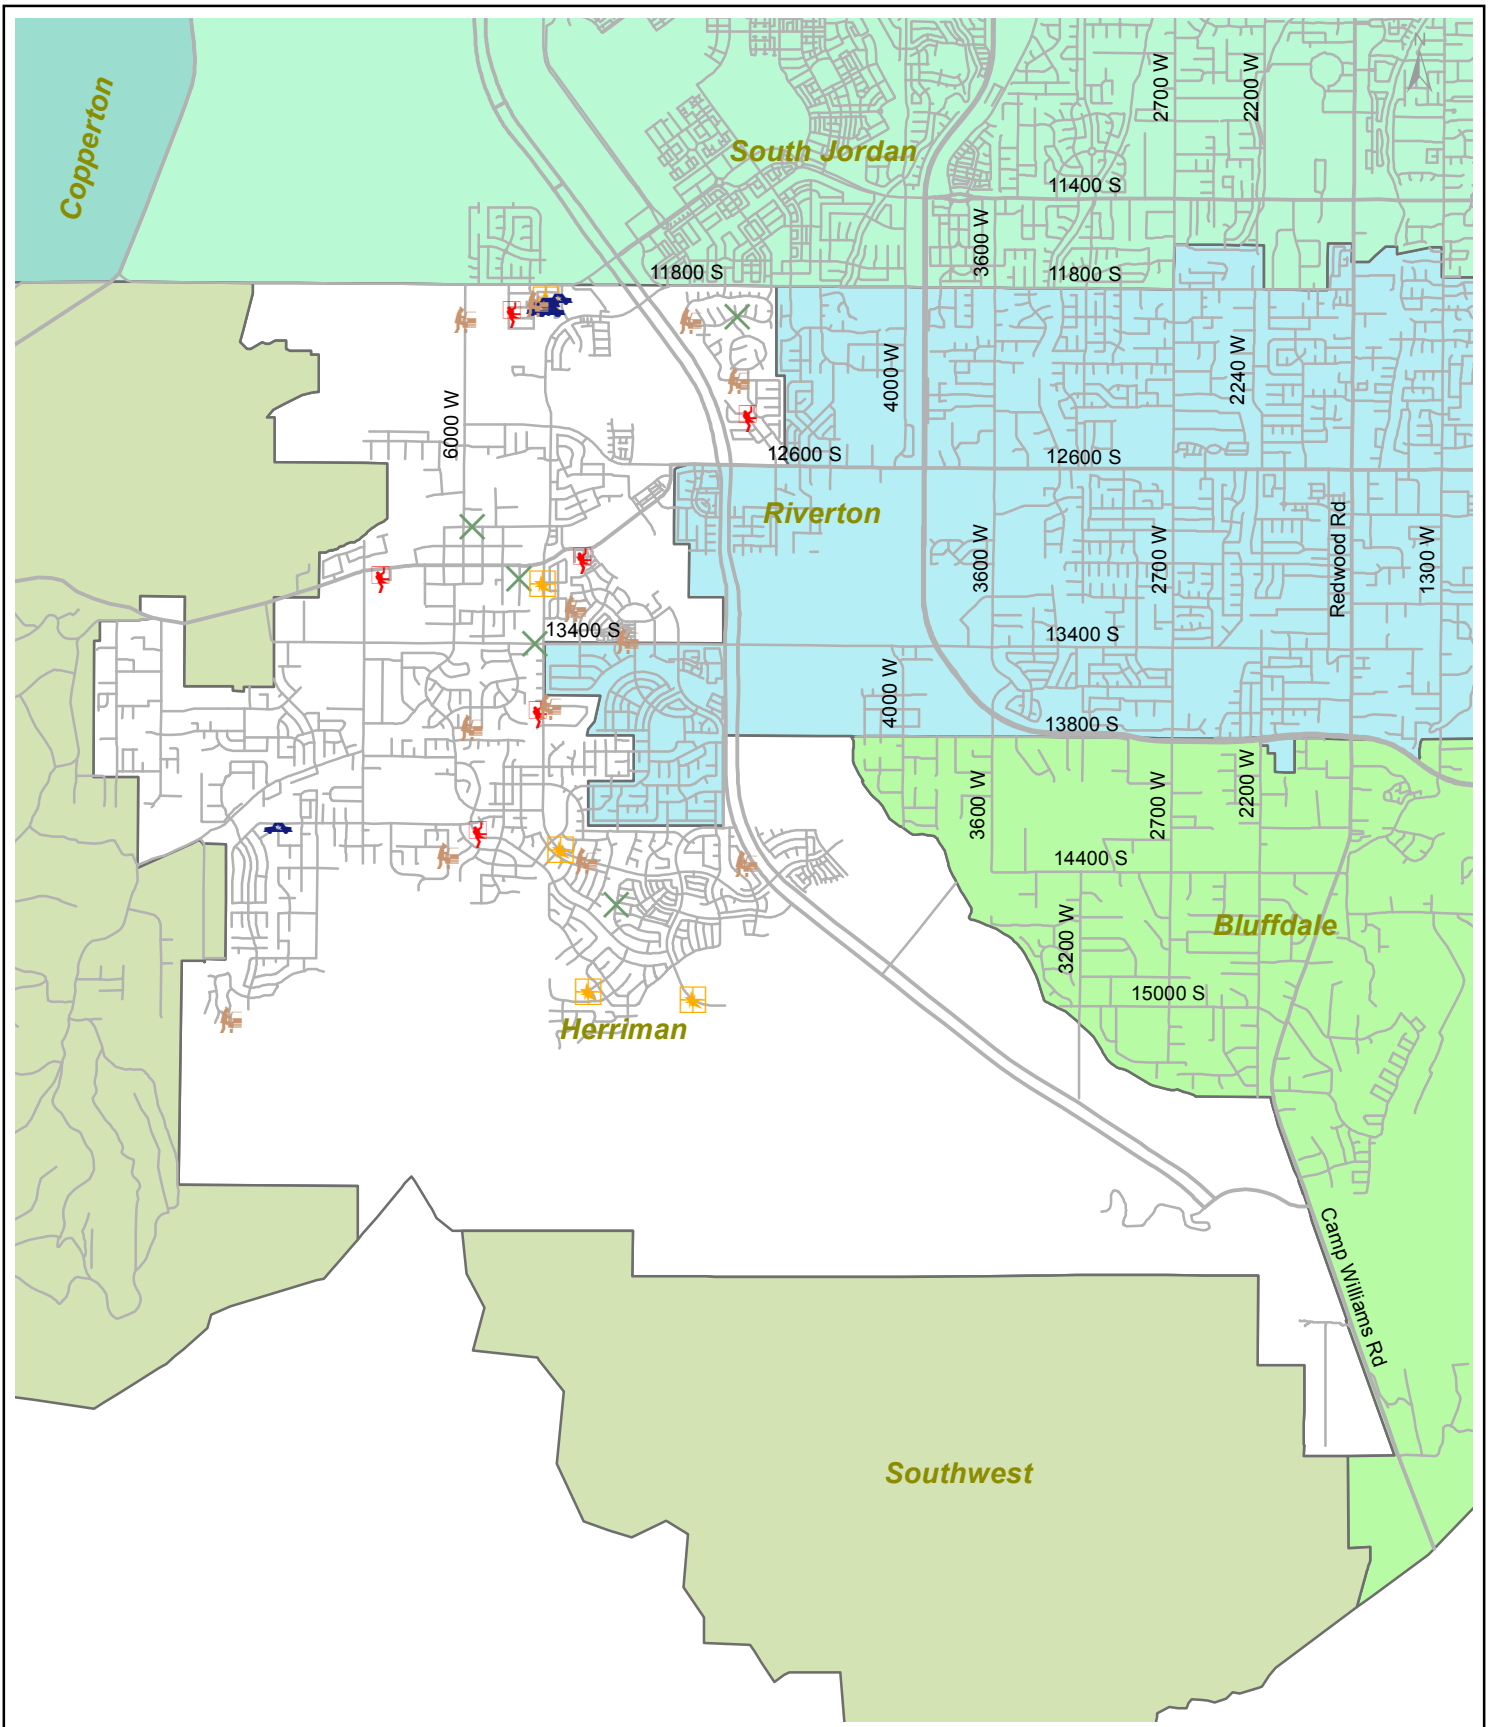 N
Copperton
2700 W
2200 W
South Jordan
11400 S
3600 W
11800 S
11800 S
6000 W
4000 W
2240 W
12600 S
12600 S
Riverton
3600 W
2700 W
Redwood Rd
1300 W
13400 S
13400 S
4000 W
13800 S
3600 W
2700 W
2200 W
14400 S
3200 W
Bluffdale
15000 S
Herriman
Camp Williams Rd
Southwest